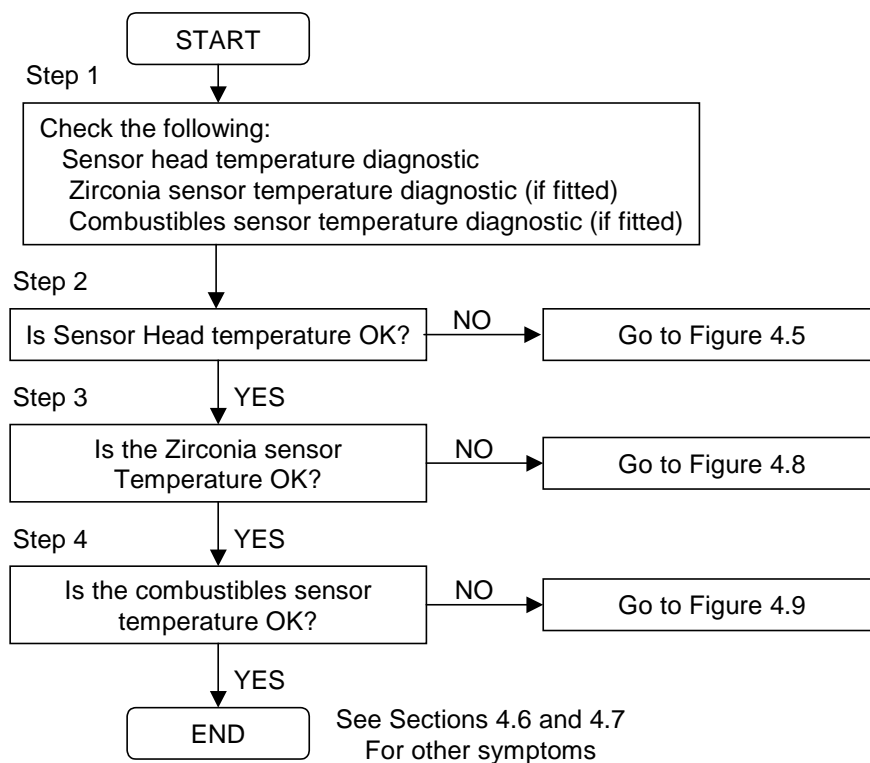 START
Step 1
Check the following:
Sensor head temperature diagnostic
Zirconia sensor temperature diagnostic (if fitted)
Combustibles sensor temperature diagnostic (if fitted)
Step 2
Is Sensor Head temperature OK?
NO
Go to Figure 4.5
YES
Step 3
Is the Zirconia sensor
Temperature OK?
NO
Go to Figure 4.8
YES
Step 4
Is the combustibles sensor
temperature OK?
NO
Go to Figure 4.9
YES
END
See Sections 4.6 and 4.7
For other symptoms